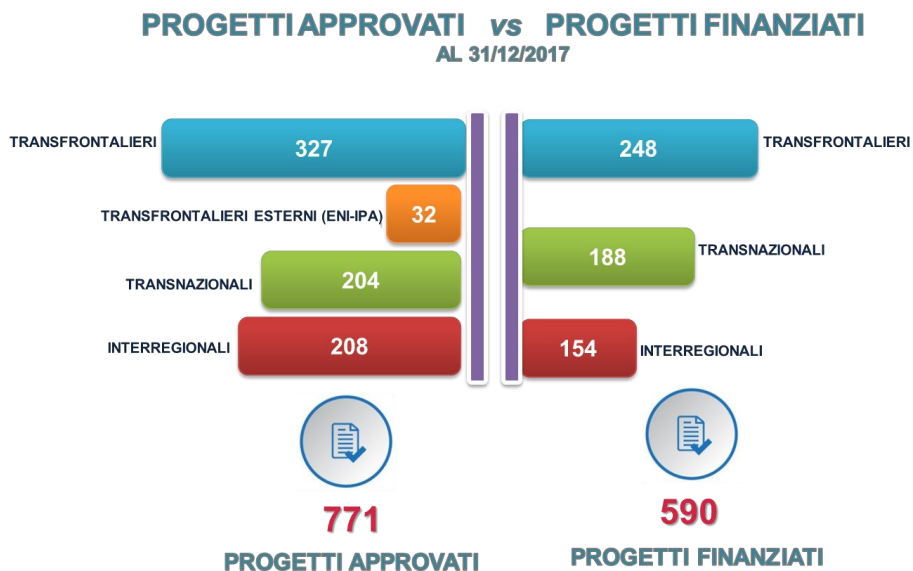 PROGETTI APPROVATI vs PROGETTI FINANZIATI
AL 31/12/2017
TRANSFRONTALIERI 327
TRANSFRONTALIERI ESTERNI (ENI-IPA) 32
TRANSNAZIONALI 204
INTERREGIONALI 208
248 TRANSFRONTALIERI
188 TRANSNAZIONALI
154 INTERREGIONALI
771
PROGETTI APPROVATI
590
PROGETTI FINANZIATI